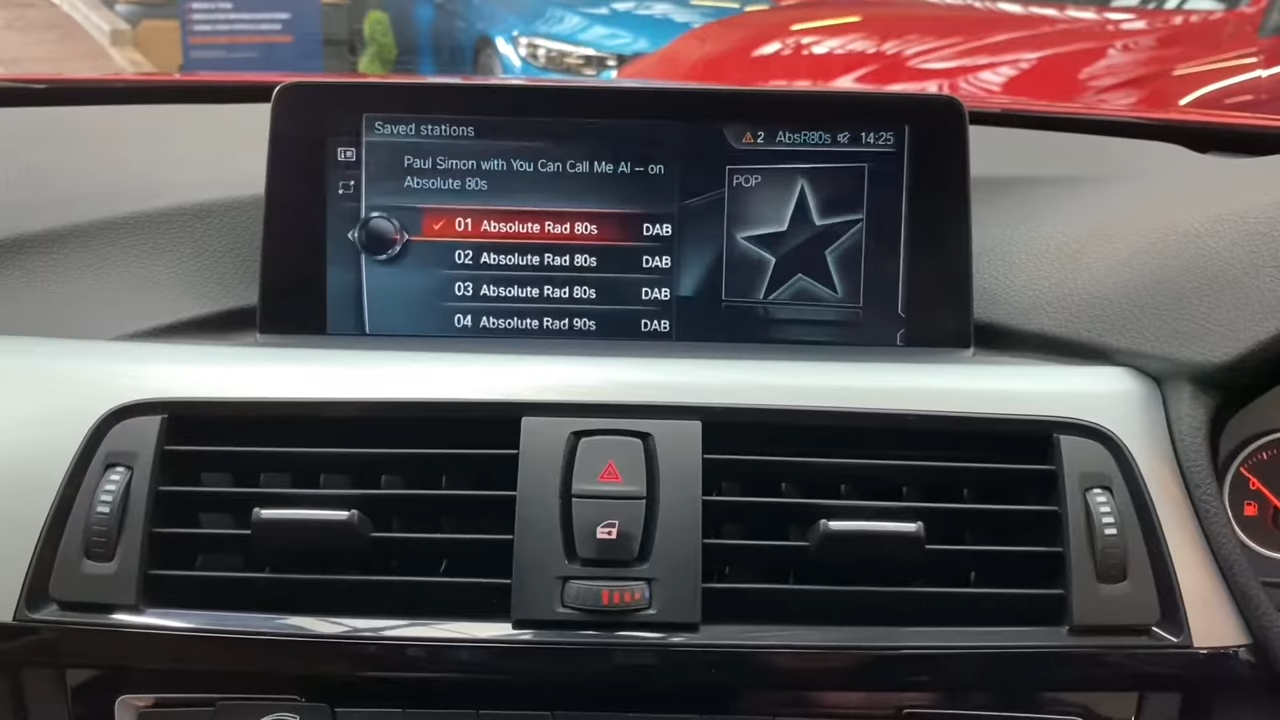 Saved stations
2 AbsR80s 14:25
Paul Simon with You Can Call Me Al – on
Absolute 80s
POP
01 Absolute Rad 80s DAB
02 Absolute Rad 80s DAB
03 Absolute Rad 80s DAB
04 Absolute Rad 90s DAB